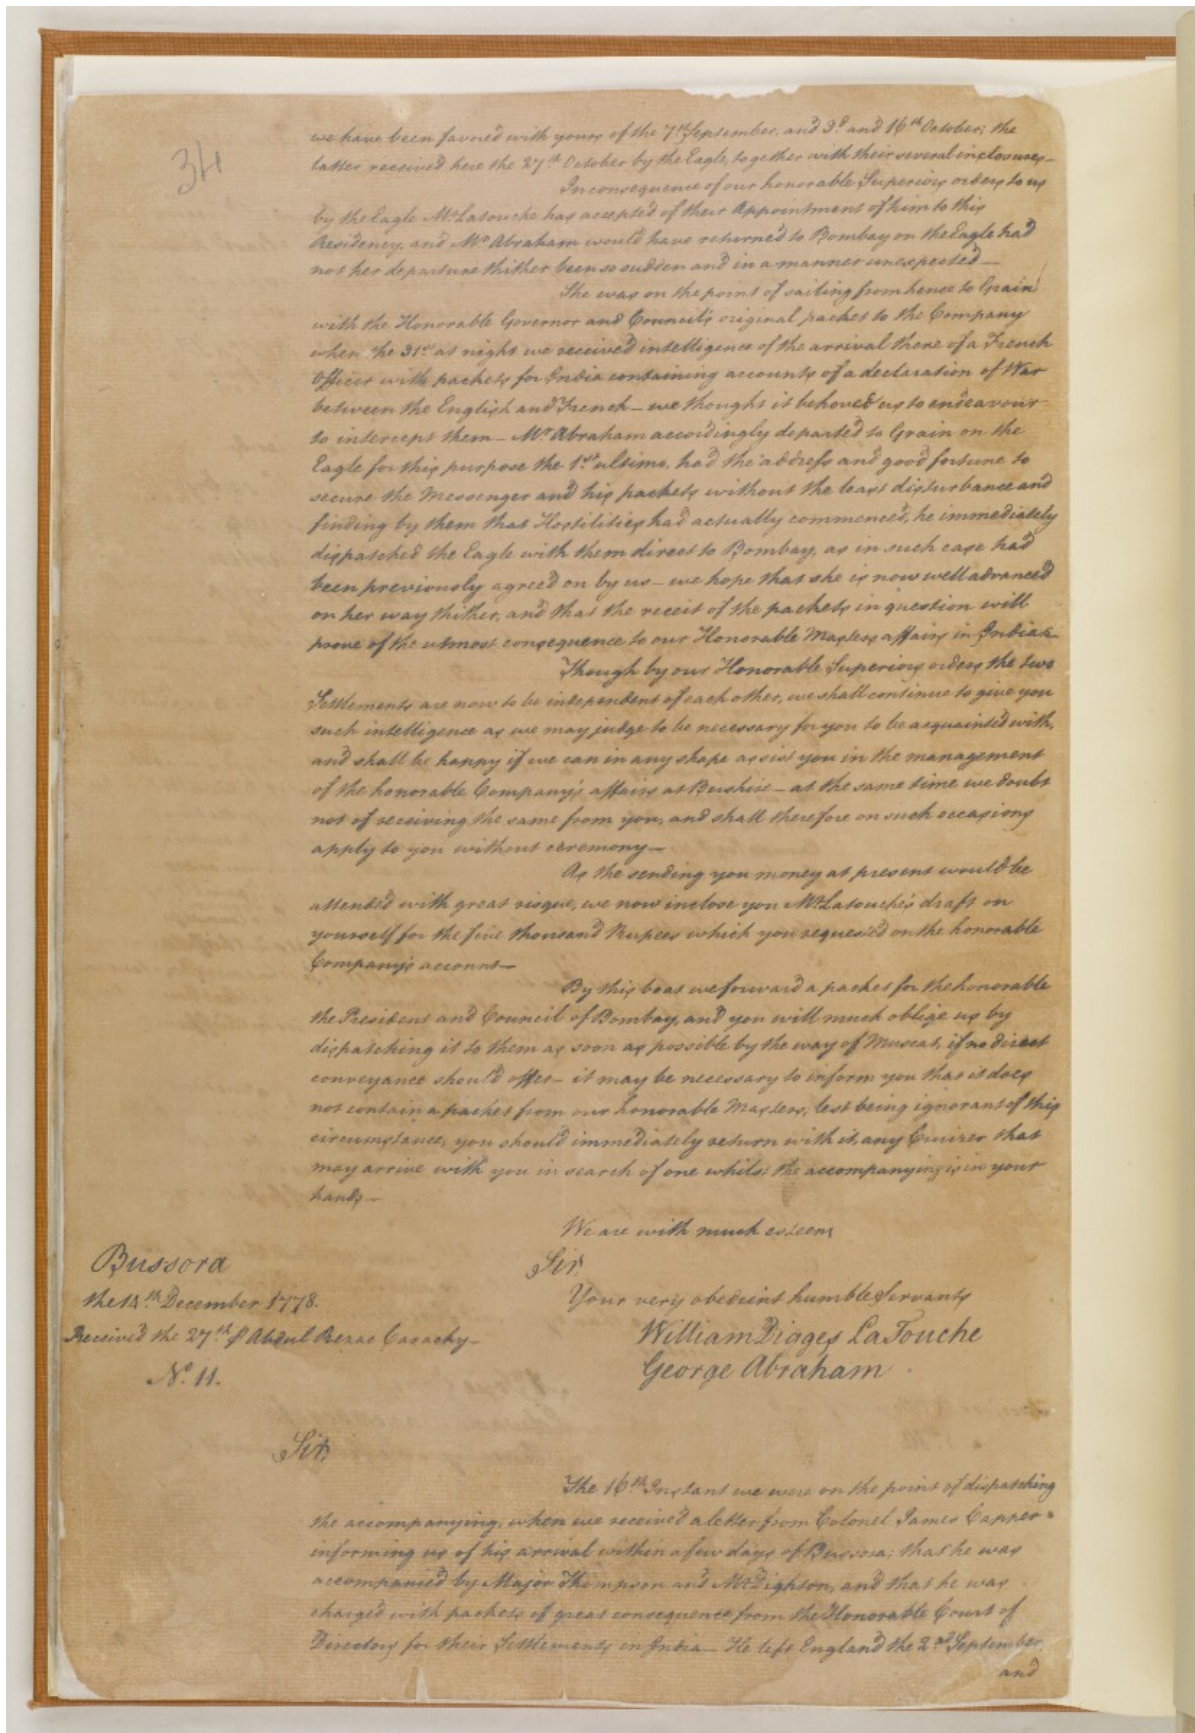 34
we have been favored with yours of the 7th September, and 3d and 16th October; the
latter received here the 27th October by the Eagle, together with their several inclosures—
In consequence of our honorable Superiors orders to us
by the Eagle Mr Latouche has accepted of their Appointment of him to this
Residency, and Mr Abraham would have returned to Bombay on the Eagle had
not her departure thither been so sudden and in a manner unexpected—
She was on the point of sailing from hence to Grain
with the Honorable Governor and Council's original packet to the Company
when the 31st at night we received intelligence of the arrival there of a French
Officer with packets for India containing accounts of a declaration of War
between the English and French — we thought it behoved us to endeavour
to intercept them — Mr Abraham accordingly departed to Grain on the
Eagle for this purpose the 1st ultimo, had the address and good fortune to
secure the Messenger and his packets without the least disturbance and
finding by them that Hostilities had actually commenced, he immediately
dispatched the Eagle with them direct to Bombay, as in such case had
been previously agreed on by us — we hope that she is now well advanced
on her way thither, and that the receit of the packets in question will
prove of the utmost consequence to our Honorable Masters affairs in India—
Though by our Honorable Superiors orders the two
Settlements are now to be independent of each other, we shall continue to give you
such intelligence as we may judge to be necessary for you to be acquainted with,
and shall be happy if we can in any shape assist you in the management
of the honorable Company's affairs at Bushire — at the same time we doubt
not of receiving the same from you, and shall therefore on such occasions
apply to you without ceremony—
As the sending you money at present would be
attended with great risque, we now inclose you Mr Latouche's draft on
yourself for the five thousand Rupees which you requested on the honorable
Company's account—
By this boat we forward a packet for the honorable
the President and Council of Bombay, and you will much oblige us by
dispatching it to them as soon as possible by the way of Muscat, if no direct
conveyance should offer — it may be necessary to inform you that it does
not contain a packet from our honorable Masters, lest being ignorant of this
circumstance, you should immediately return with it, any Cruizer that
may arrive with you in search of one whilst the accompanying is in your
hands—
We are with much esteem
Sir
Your very obedient humble Servants
William Digges LaTouche
George Abraham
Bussora
the 14th December 1778.
Received the 27th ⅌ Abdul Rezac Carachy—
No. 11.
Sir
The 16th Instant we were on the point of dispatching
the accompanying, when we received a letter from Colonel James Capper
informing us of his arrival within a few days of Bussora; that he was
accompanied by Major Thompson and Mr Dighton, and that he was
charged with packets of great consequence from the Honorable Court of
Directors for their Settlements in India — He left England the 2nd September,
and